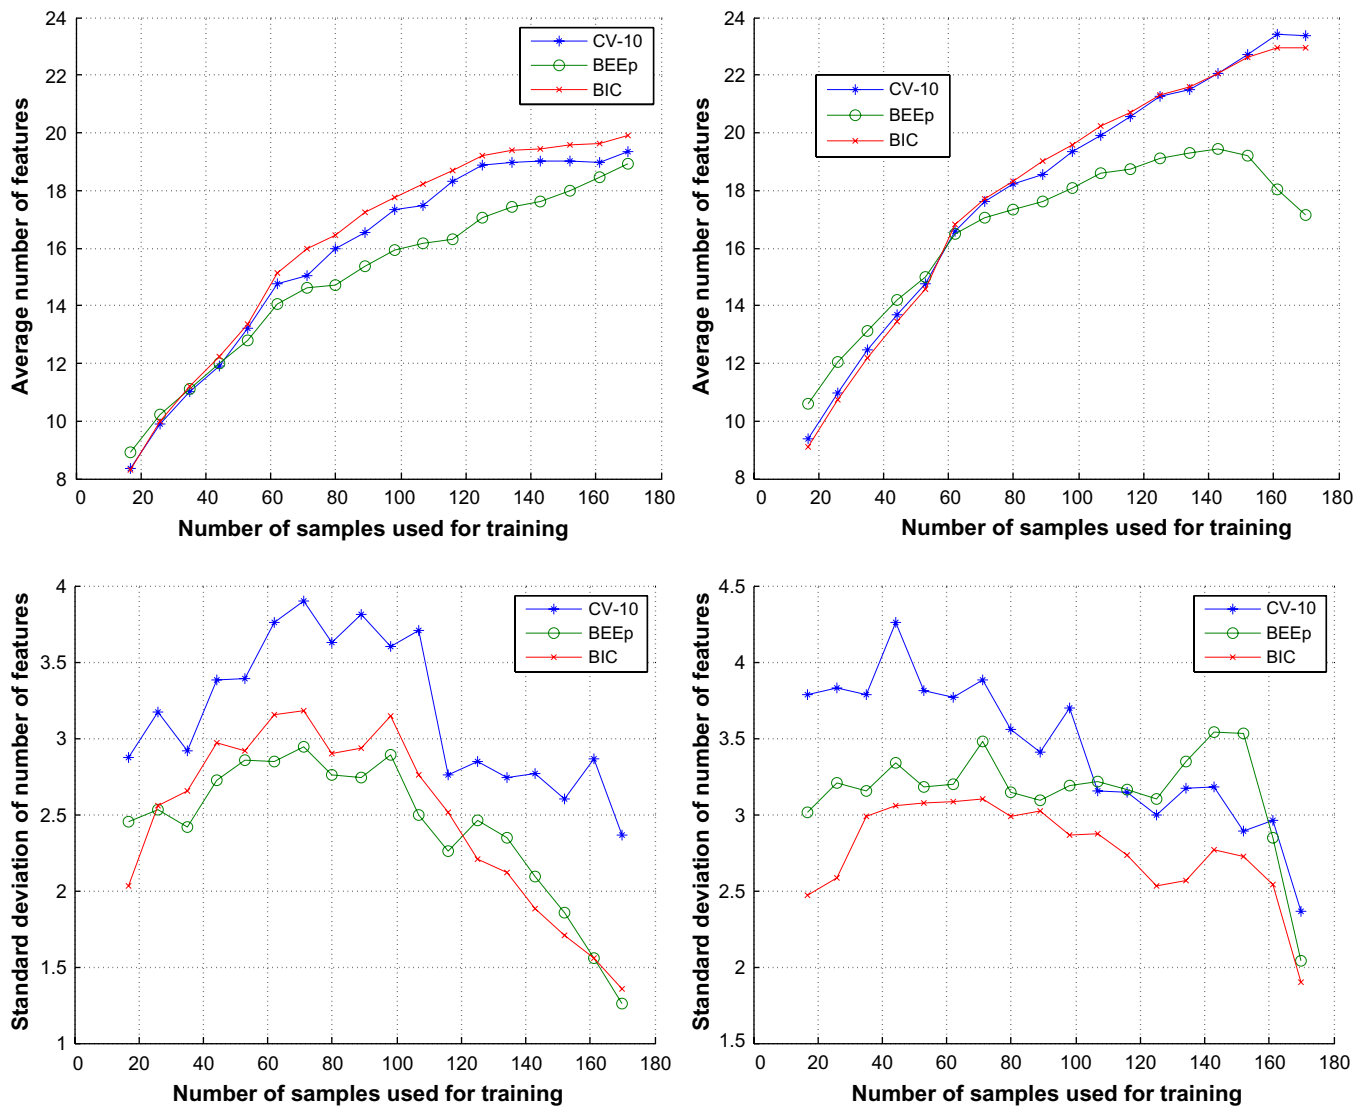 24
22
20
18
16
14
12
10
8
Average number of features
CV-10
BEEp
BIC
0 20 40 60 80 100 120 140 160 180
Number of samples used for training
24
22
20
18
16
14
12
10
8
Average number of features
CV-10
BEEp
BIC
0 20 40 60 80 100 120 140 160 180
Number of samples used for training
4
3.5
3
2.5
2
1.5
1
Standard deviation of number of features
CV-10
BEEp
BIC
0 20 40 60 80 100 120 140 160 180
Number of samples used for training
4.5
4
3.5
3
2.5
2
1.5
Standard deviation of number of features
CV-10
BEEp
BIC
0 20 40 60 80 100 120 140 160 180
Number of samples used for training